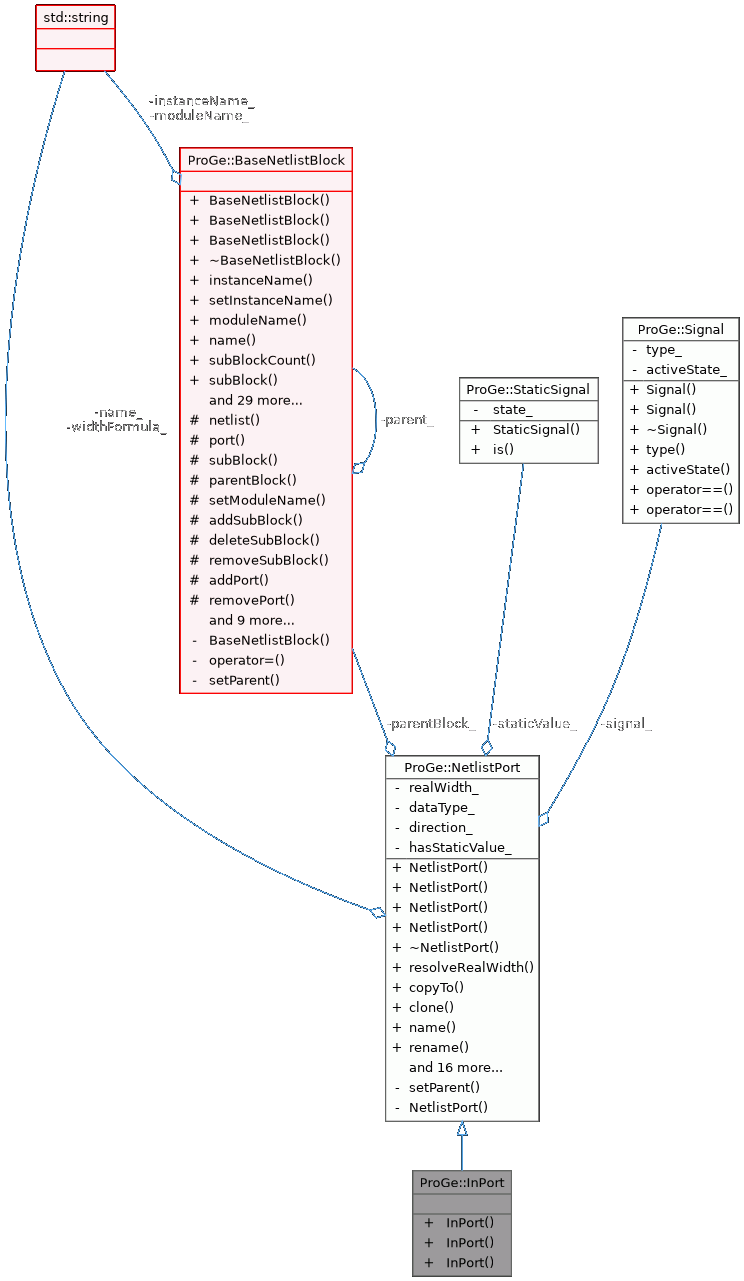 std::string
-instanceName_
-moduleName_
ProGe::BaseNetlistBlock
+ BaseNetlistBlock()
+ BaseNetlistBlock()
+ BaseNetlistBlock()
+ ~BaseNetlistBlock()
+ instanceName()
+ setInstanceName()
+ moduleName()
+ name()
+ subBlockCount()
+ subBlock()
and 29 more...
# netlist()
# port()
# subBlock()
# parentBlock()
# setModuleName()
# addSubBlock()
# deleteSubBlock()
# removeSubBlock()
# addPort()
# removePort()
and 9 more...
- BaseNetlistBlock()
- operator=()
- setParent()
-parent_
-name_
-widthFormula_
ProGe::StaticSignal
- state_
+ StaticSignal()
+ is()
ProGe::Signal
- type_
- activeState_
+ Signal()
+ Signal()
+ ~Signal()
+ type()
+ activeState()
+ operator==()
+ operator==()
-parentBlock_
-staticValue_
-signal_
ProGe::NetlistPort
- realWidth_
- dataType_
- direction_
- hasStaticValue_
+ NetlistPort()
+ NetlistPort()
+ NetlistPort()
+ NetlistPort()
+ ~NetlistPort()
+ resolveRealWidth()
+ copyTo()
+ clone()
+ name()
+ rename()
and 16 more...
- setParent()
- NetlistPort()
ProGe::InPort
+ InPort()
+ InPort()
+ InPort()